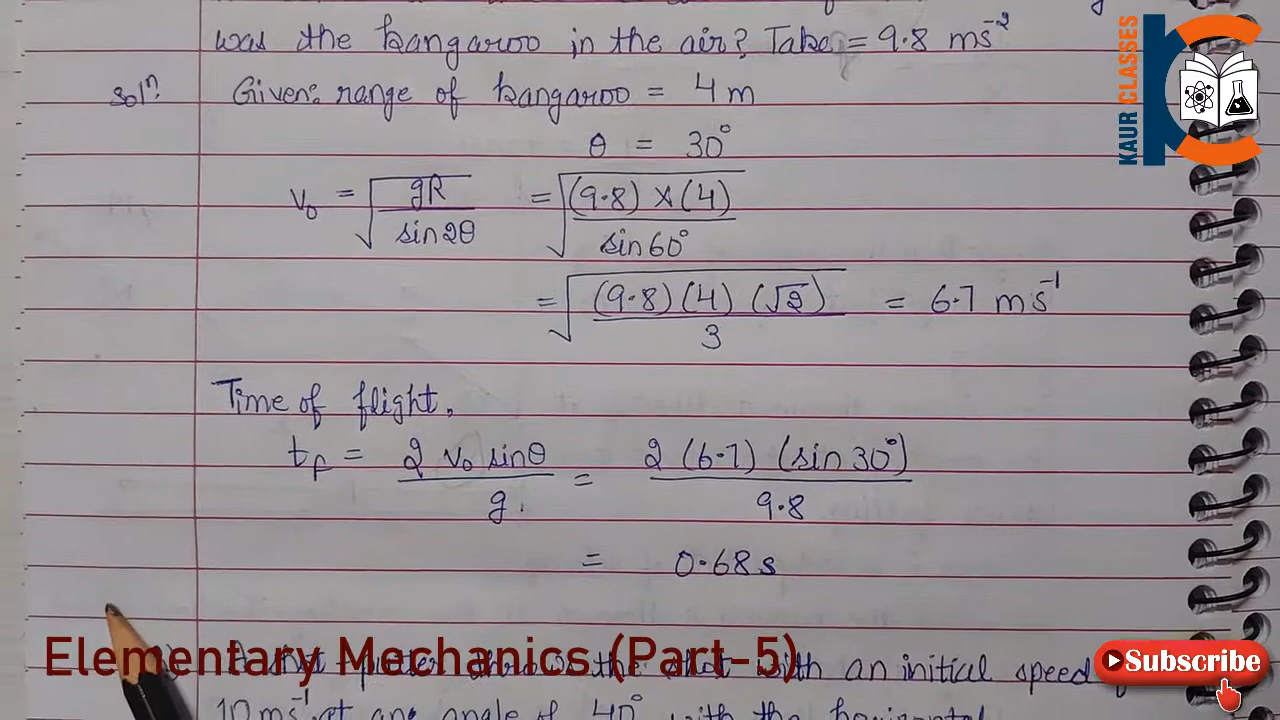 was the kangaroo in the air? Take g = 9.8 ms⁻²
Solⁿ. Given: range of kangaroo = 4 m
θ = 30°
v₀ = √(gR / sin2θ) = √((9.8) × (4) / sin60°)
= √((9.8) (4) (√2) / 3) = 6.7 ms⁻¹
Time of flight,
t_f = 2 v₀ sinθ / g = 2 (6.7) (sin 30°) / 9.8
= 0.68 s
Elementary Mechanics (Part-5)
with an initial speed
10 ms⁻¹ at an angle of 40° with the horizontal
KAUR CLASSES
Subscribe